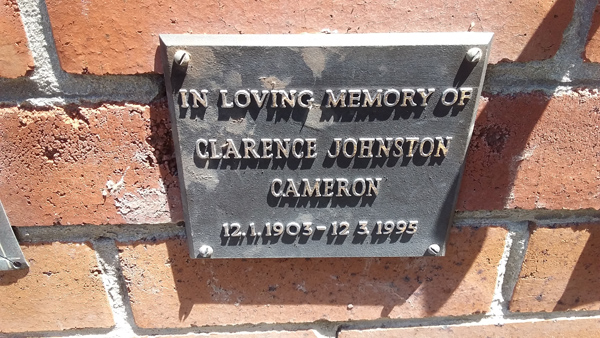 IN LOVING MEMORY OF
CLARENCE JOHNSTON
CAMERON
12.1.1903-12.3.1995